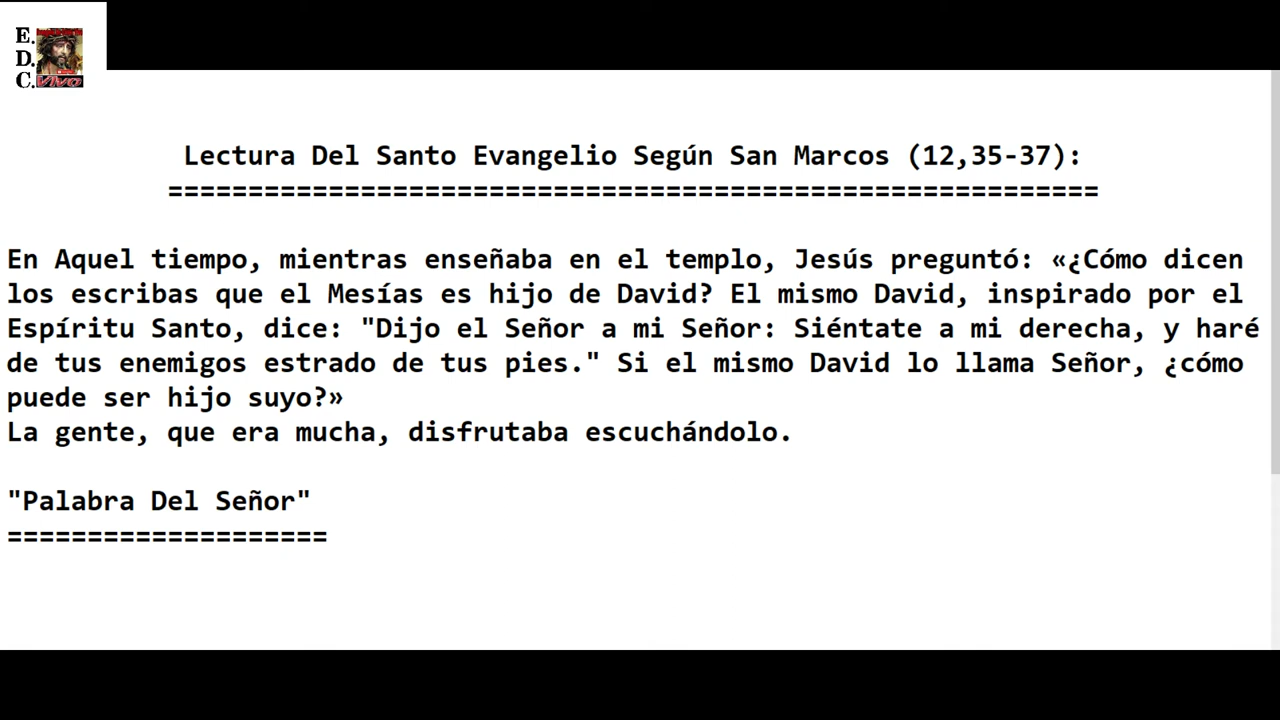 E.
D.
C.
Vivo
Lectura Del Santo Evangelio Según San Marcos (12,35-37):
==========================================================
En Aquel tiempo, mientras enseñaba en el templo, Jesús preguntó: «¿Cómo dicen
los escribas que el Mesías es hijo de David? El mismo David, inspirado por el
Espíritu Santo, dice: "Dijo el Señor a mi Señor: Siéntate a mi derecha, y haré
de tus enemigos estrado de tus pies." Si el mismo David lo llama Señor, ¿cómo
puede ser hijo suyo?»
La gente, que era mucha, disfrutaba escuchándolo.
"Palabra Del Señor"
====================